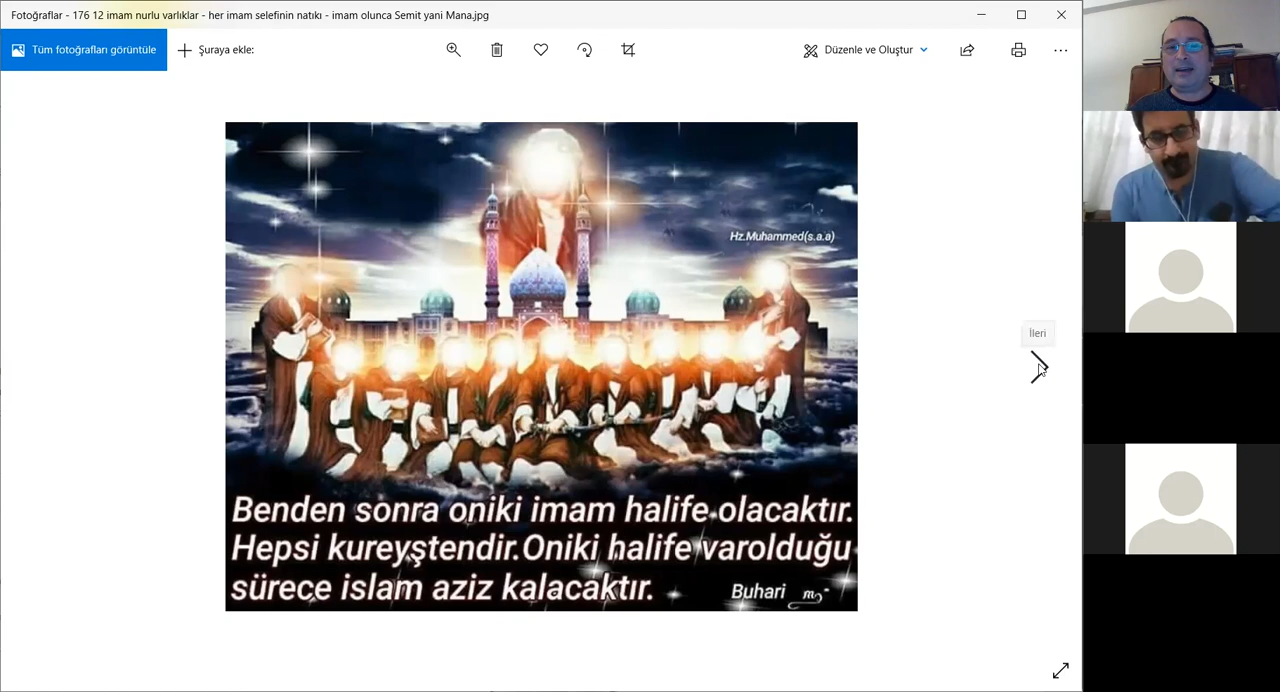 Fotoğraflar - 176 12 imam nurlu varlıklar - her imam selefinin natıkı - imam olunca Semit yani Mana.jpg
Tüm fotoğrafları görüntüle
Şuraya ekle:
Düzenle ve Oluştur
Hz.Muhammed(s.a.a)
İleri
Benden sonra oniki imam halife olacaktır.
Hepsi kureyştendir.Oniki halife varolduğu
sürece islam aziz kalacaktır.
Buhari